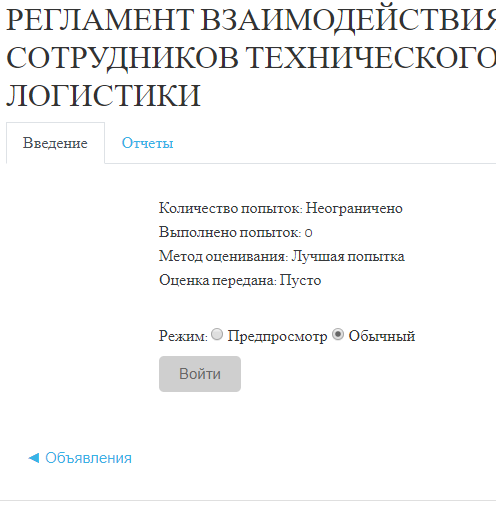 РЕГЛАМЕНТ ВЗАИМОДЕЙСТВИЯ
СОТРУДНИКОВ ТЕХНИЧЕСКОГО
ЛОГИСТИКИ
Введение Отчеты
Количество попыток: Неограничено
Выполнено попыток: 0
Метод оценивания: Лучшая попытка
Оценка передана: Пусто
Режим: Предпросмотр Обычный
Войти
◄ Объявления